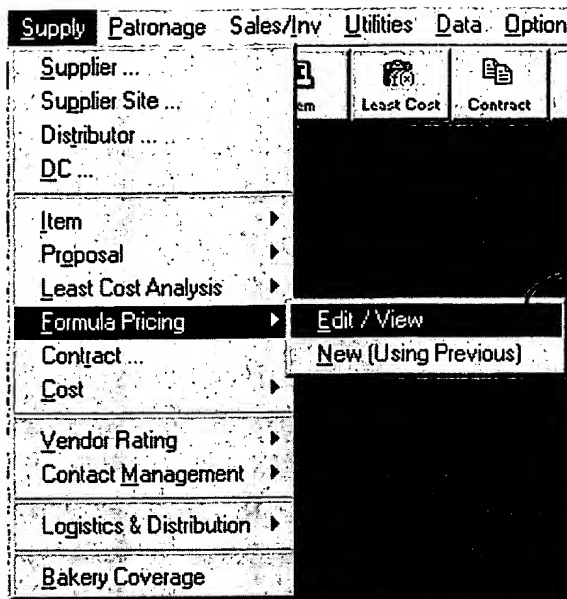 Supply Patronage Sales/Inv Utilities Data Option
Supplier ...
Supplier Site ...
Distributor ...
DC ...
em Least Cost Contract
Item
Proposal
Least Cost Analysis
Formula Pricing
Edit / View
Contract ...
New (Using Previous)
Cost
Vendor Rating
Contact Management
Logistics & Distribution
Bakery Coverage